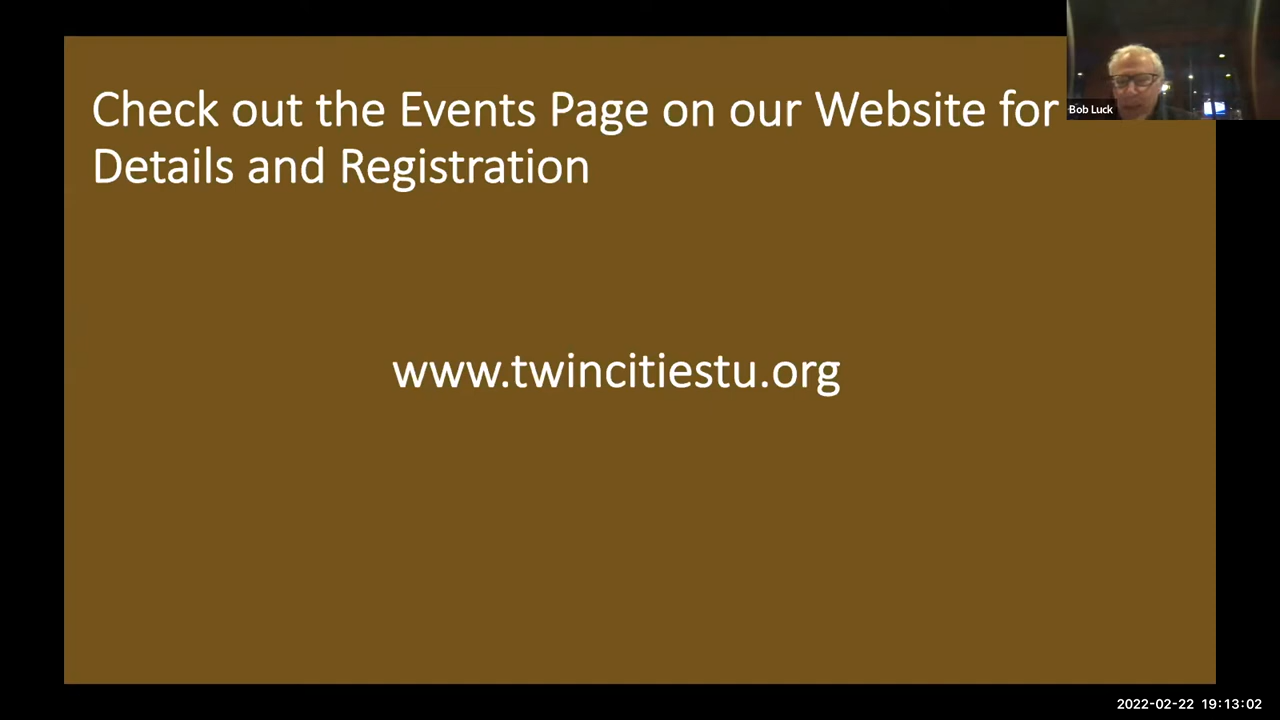 Check out the Events Page on our Website for
Details and Registration
Bob Luck
www.twincitiestu.org
2022-02-22 19:13:02